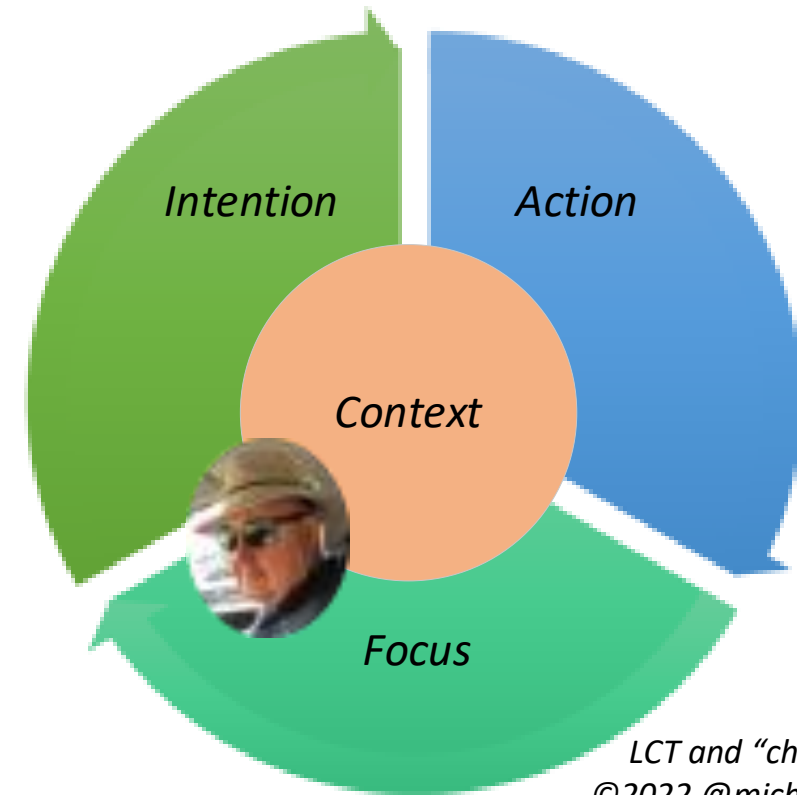 Intention
Action
Context
Focus
LCT and “ch
©2022 @mich